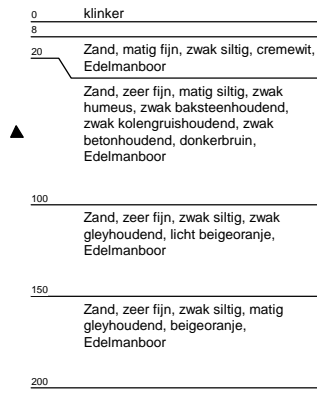 0 klinker
8
20 Zand, matig fijn, zwak siltig, cremewit,
Edelmanboor
Zand, zeer fijn, matig siltig, zwak
humeus, zwak baksteenhoudend,
zwak kolengruishoudend, zwak
betonhoudend, donkerbruin,
Edelmanboor
100
Zand, zeer fijn, zwak siltig, zwak
gleyhoudend, licht beigeoranje,
Edelmanboor
150
Zand, zeer fijn, zwak siltig, matig
gleyhoudend, beigeoranje,
Edelmanboor
200